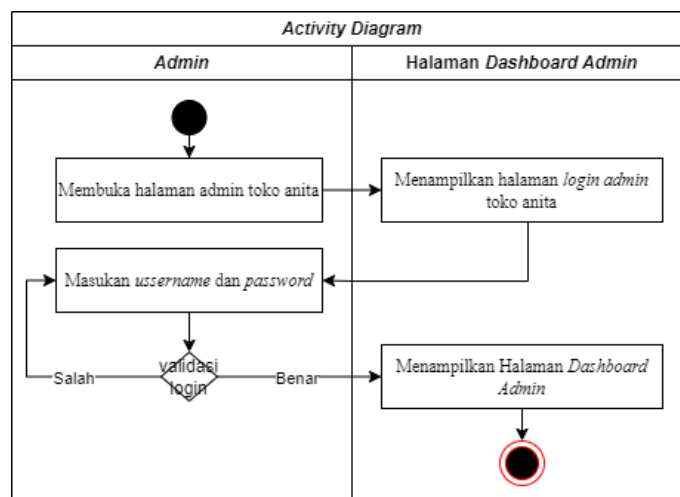 Activity Diagram
Admin
Halaman Dashboard Admin
Membuka halaman admin toko anita
Menampilkan halaman login admin
toko anita
Masukan ussername dan password
validasi
login
Salah
Benar
Menampilkan Halaman Dashboard
Admin